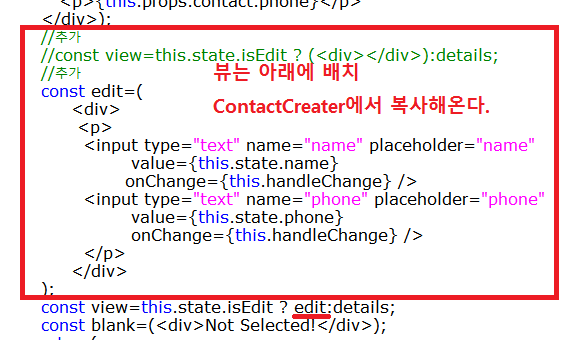 <p>{this.props.contact.phone}</p>
</div>);
//추가
//const view=this.state.isEdit ? (<div></div>):details;
//추가
뷰는 아래에 배치
const edit=(
<div>
ContactCreater에서 복사해온다.
<p>
<input type="text" name="name" placeholder="name"
value={this.state.name}
onChange={this.handleChange} />
<input type="text" name="phone" placeholder="phone"
value={this.state.phone}
onChange={this.handleChange} />
</p>
</div>
);
const view=this.state.isEdit ? edit:details;
const blank=(<div>Not Selected!</div>);